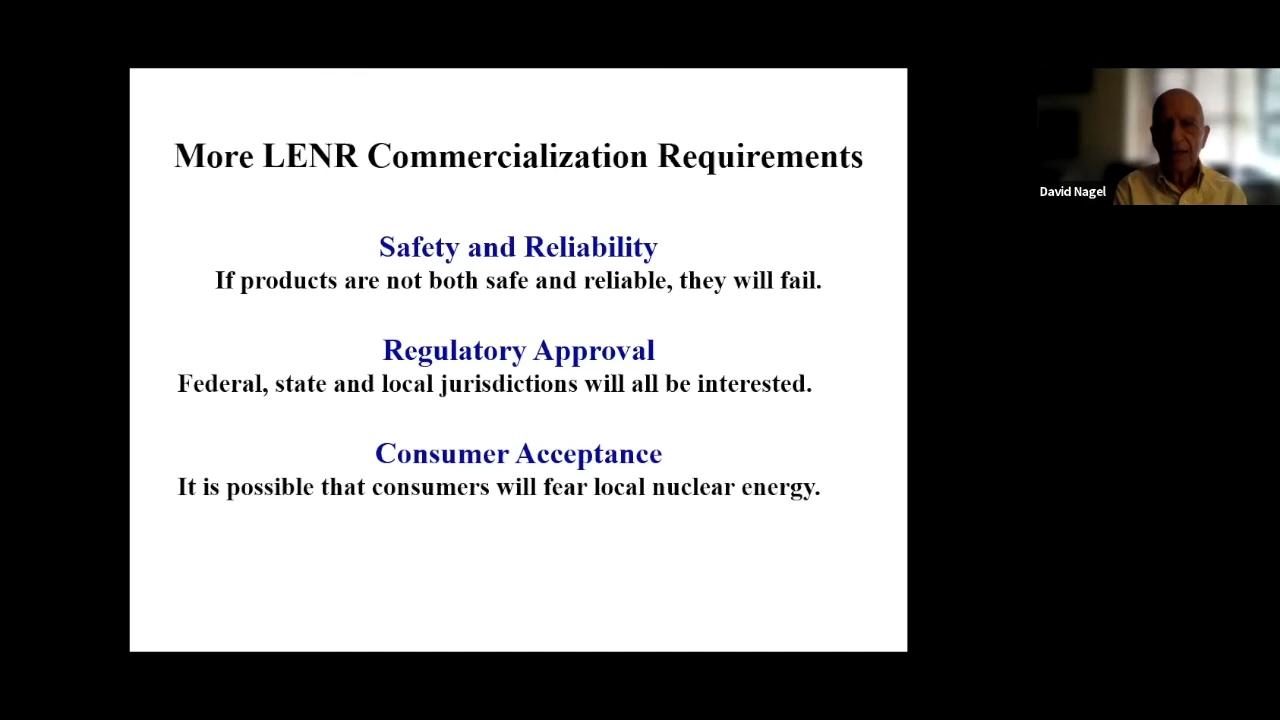 More LENR Commercialization Requirements
Safety and Reliability
If products are not both safe and reliable, they will fail.
Regulatory Approval
Federal, state and local jurisdictions will all be interested.
Consumer Acceptance
It is possible that consumers will fear local nuclear energy.
David Nagel